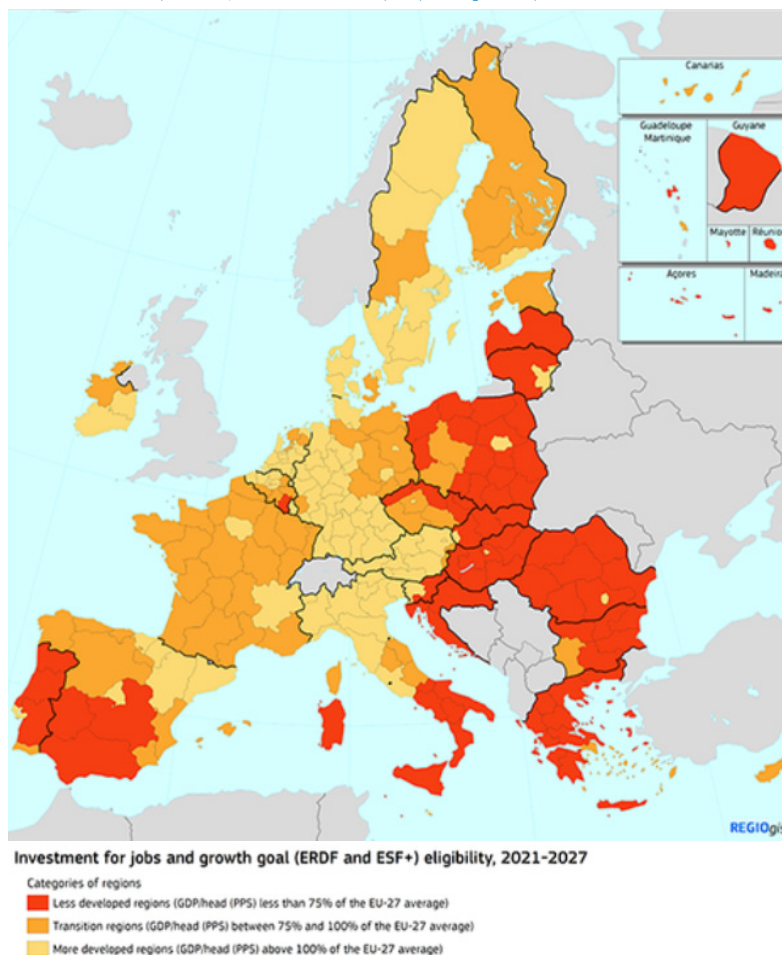 Canarias
Guadeloupe
Martinique
Guyane
Mayotte
Réunion
Açores
Madeira
REGIOgis
Investment for jobs and growth goal (ERDF and ESF+) eligibility, 2021-2027
Categories of regions
Less developed regions (GDP/head (PPS) less than 75% of the EU-27 average)
Transition regions (GDP/head (PPS) between 75% and 100% of the EU-27 average)
More developed regions (GDP/head (PPS) above 100% of the EU-27 average)